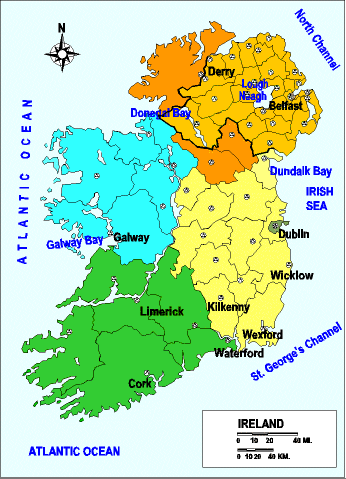 N
North Channel
Derry
Lough
Neagh
Belfast
Donegal Bay
Dundalk Bay
ATLANTIC OCEAN
IRISH
SEA
Galway Bay
Galway
Dublin
Wicklow
Limerick
Kilkenny
Wexford
Waterford
St. George's Channel
Cork
ATLANTIC OCEAN
IRELAND
0 10 20 40 MI.
0 10 20 40 KM.